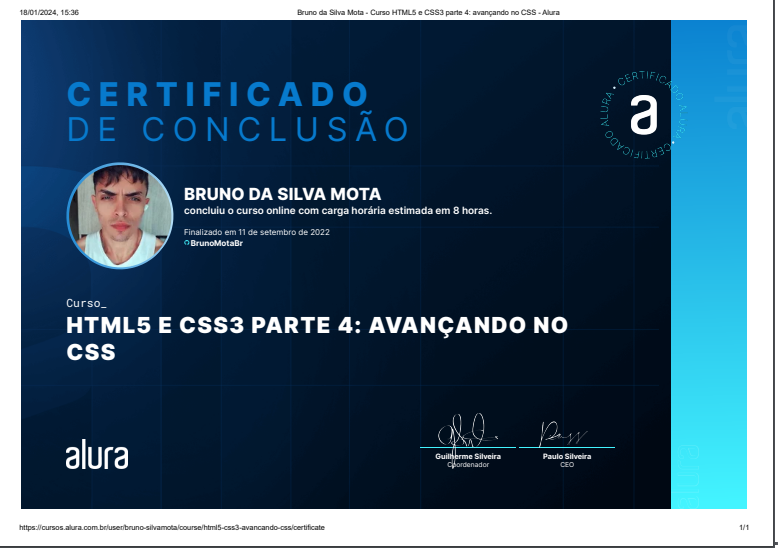 18/01/2024, 15:36
Bruno da Silva Mota - Curso HTML5 e CSS3 parte 4: avançando no CSS - Alura
CERTIFICADO
DE CONCLUSÃO
CERTIFICADO ALURA • CERTIFICADO ALURA •
a
alura
BRUNO DA SILVA MOTA
concluiu o curso online com carga horária estimada em 8 horas.
Finalizado em 11 de setembro de 2022
BrunoMotaBr
Curso_
HTML5 E CSS3 PARTE 4: AVANÇANDO NO
CSS
alura
Guilherme Silveira
Coordenador
Paulo Silveira
CEO
alura
https://cursos.alura.com.br/user/bruno-silvamota/course/html5-css3-avancando-css/certificate
1/1